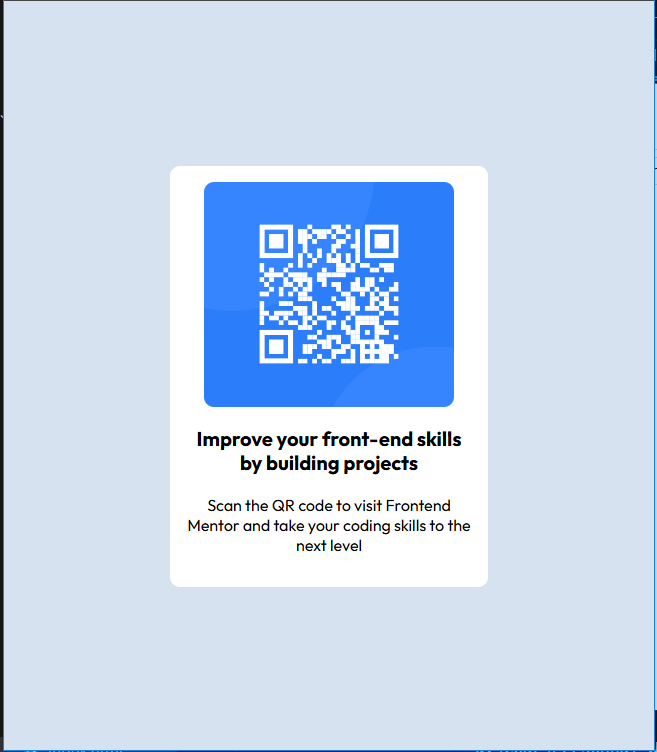 Improve your front-end skills
by building projects
Scan the QR code to visit Frontend
Mentor and take your coding skills to the
next level